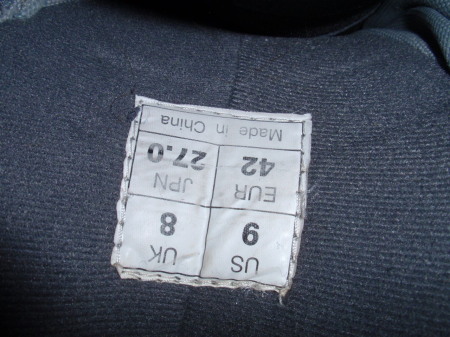 US UK
9 8
EUR JPN
42 27.0
Made in China